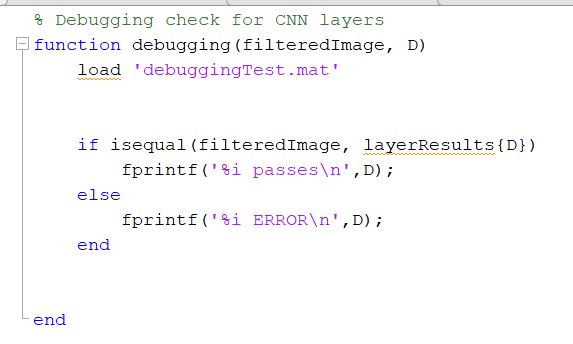 % Debugging check for CNN layers
function debugging(filteredImage, D)
load 'debuggingTest.mat'
if isequal(filteredImage, layerResults{D})
fprintf('%i passes\n',D);
else
fprintf('%i ERROR\n',D);
end
end